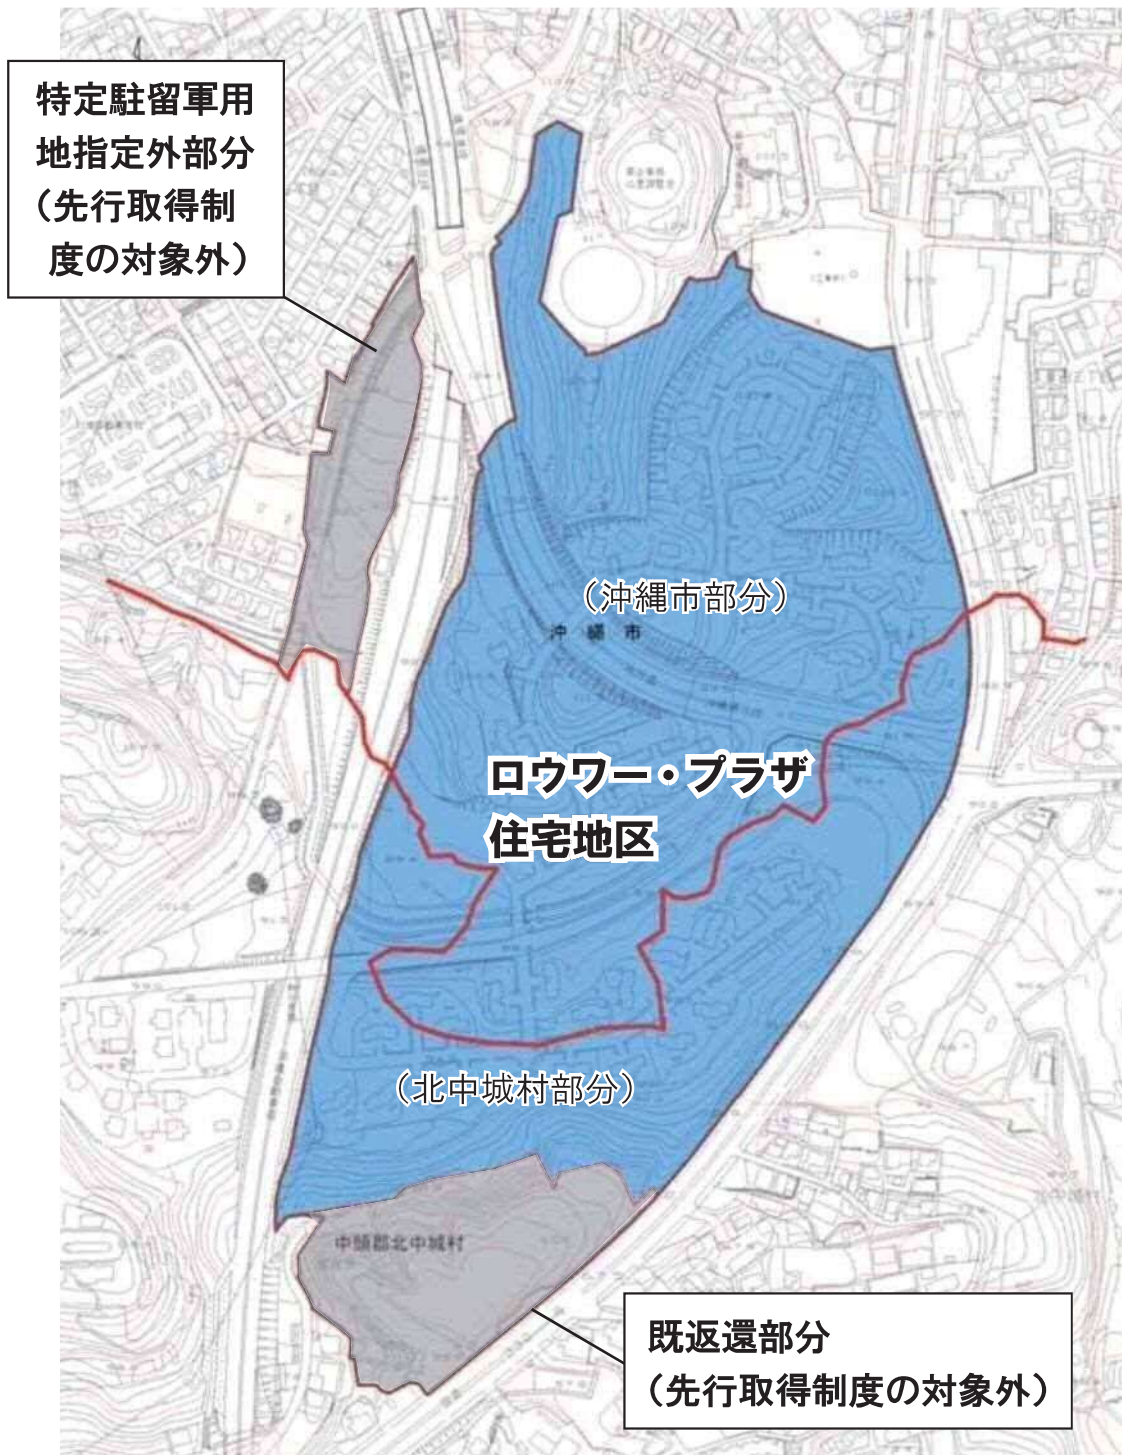 特定駐留軍用
地指定外部分
（先行取得制
度の対象外）
（沖縄市部分）
沖縄市
ロウワー・プラザ
住宅地区
（北中城村部分）
中頭郡北中城村
既返還部分
（先行取得制度の対象外）